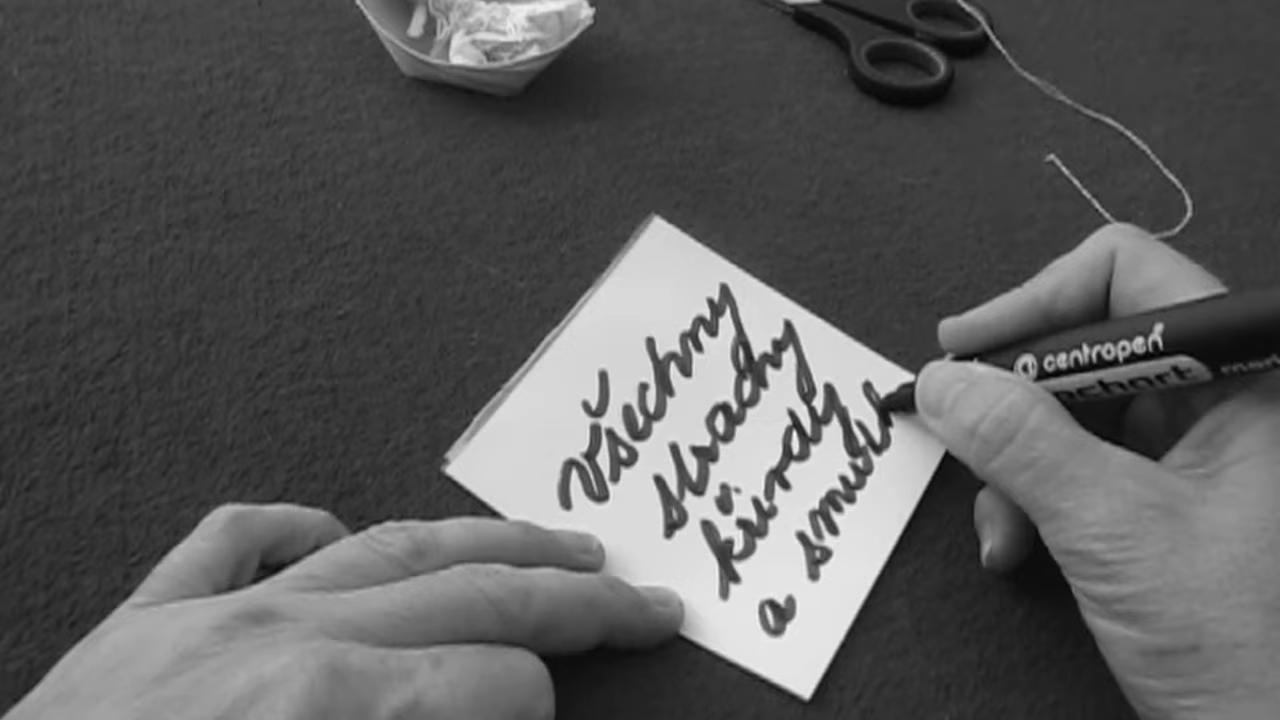 Všechny
strachy
křivdy
a smutk
centropen